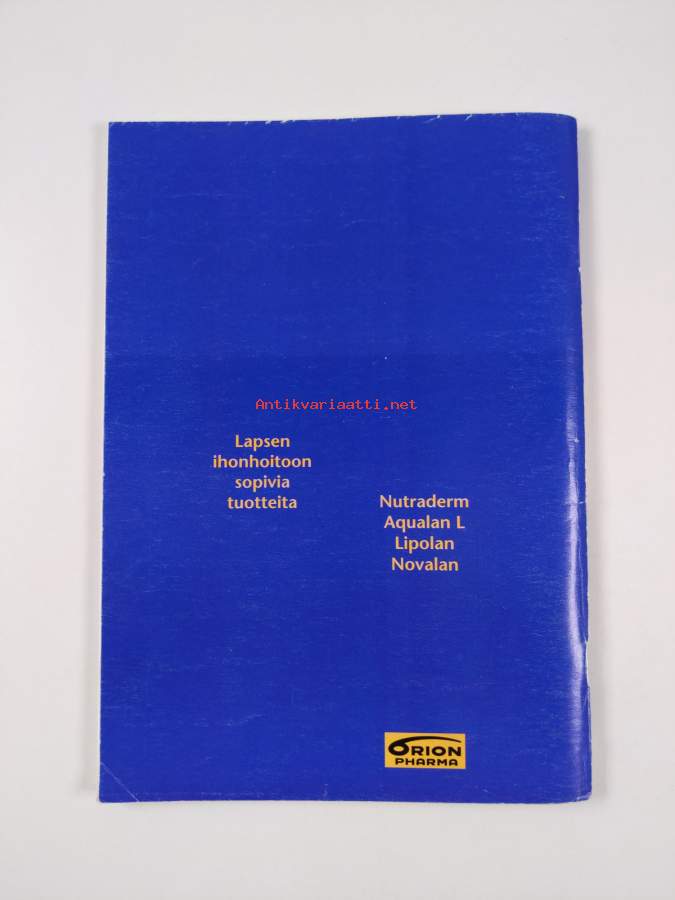 Antikvariaatti.net
Lapsen
ihonhoitoon
sopivia
tuotteita
Nutraderm
Aqualan L
Lipolan
Novalan
ORION
PHARMA